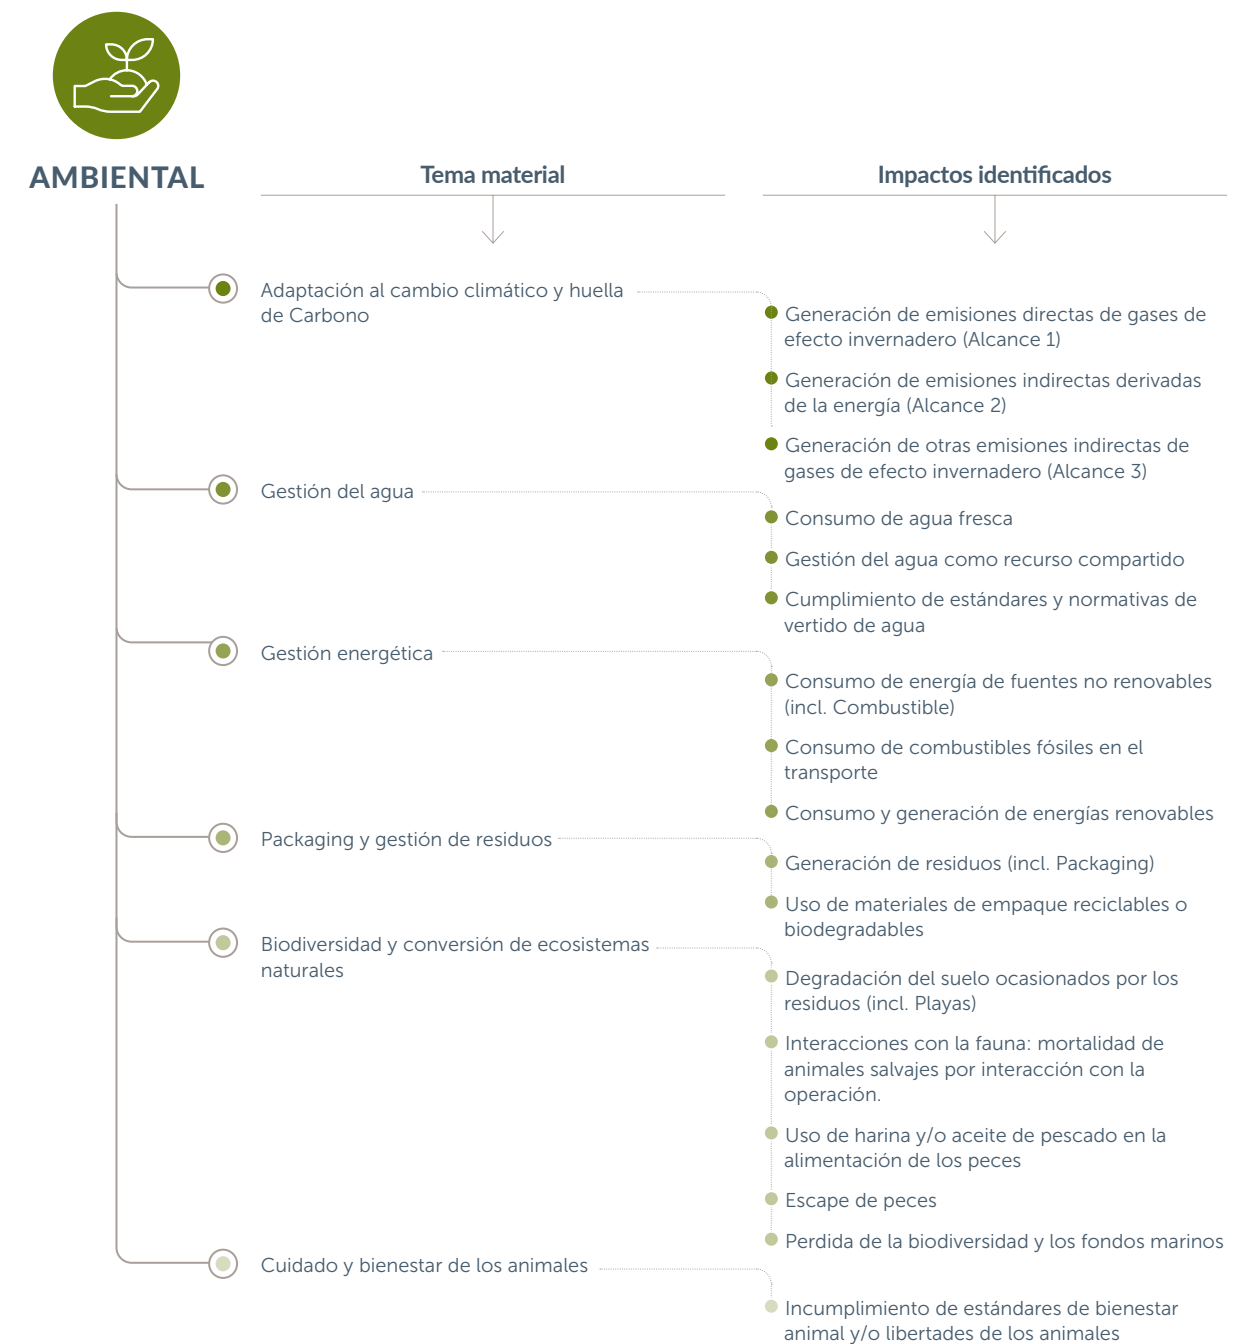 AMBIENTAL
Tema material
Impactos identificados
Adaptación al cambio climático y huella
de Carbono
Generación de emisiones directas de gases de
efecto invernadero (Alcance 1)
Generación de emisiones indirectas derivadas
de la energía (Alcance 2)
Generación de otras emisiones indirectas de
gases de efecto invernadero (Alcance 3)
Gestión del agua
Consumo de agua fresca
Gestión del agua como recurso compartido
Cumplimiento de estándares y normativas de
vertido de agua
Gestión energética
Consumo de energía de fuentes no renovables
(incl. Combustible)
Consumo de combustibles fósiles en el
transporte
Consumo y generación de energías renovables
Packaging y gestión de residuos
Generación de residuos (incl. Packaging)
Uso de materiales de empaque reciclables o
biodegradables
Biodiversidad y conversión de ecosistemas
naturales
Degradación del suelo ocasionados por los
residuos (incl. Playas)
Interacciones con la fauna: mortalidad de
animales salvajes por interacción con la
operación.
Uso de harina y/o aceite de pescado en la
alimentación de los peces
Escape de peces
Perdida de la biodiversidad y los fondos marinos
Cuidado y bienestar de los animales
Incumplimiento de estándares de bienestar
animal y/o libertades de los animales